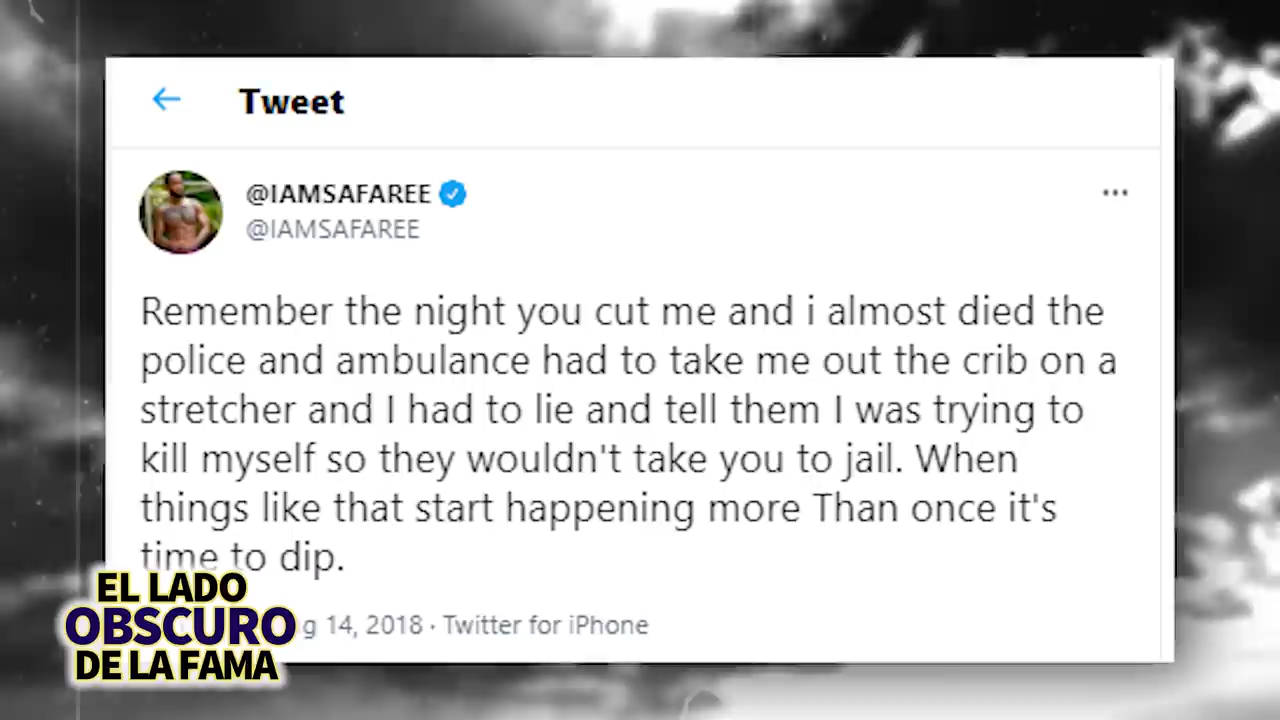 Tweet
@IAMSAFAREE
@IAMSAFAREE
Remember the night you cut me and i almost died the
police and ambulance had to take me out the crib on a
stretcher and I had to lie and tell them I was trying to
kill myself so they wouldn't take you to jail. When
things like that start happening more Than once it's
time to dip.
g 14, 2018 · Twitter for iPhone
EL LADO
OBSCURO
DE LA FAMA